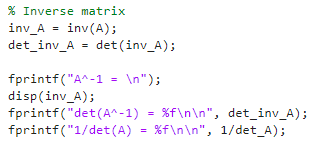 % Inverse matrix
inv_A = inv(A);
det_inv_A = det(inv_A);
fprintf("A^-1 = \n");
disp(inv_A);
fprintf("det(A^-1) = %f\n\n", det_inv_A);
fprintf("1/det(A) = %f\n\n", 1/det_A);